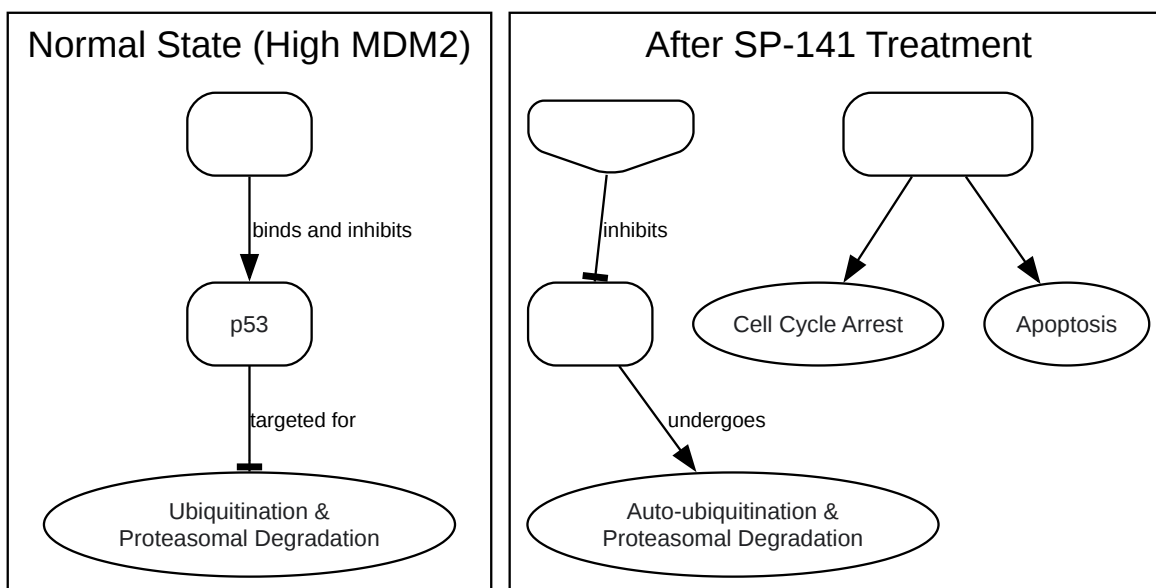 Normal State (High MDM2)
binds and inhibits
p53
targeted for
Ubiquitination &
Proteasomal Degradation
After SP-141 Treatment
inhibits
Cell Cycle Arrest
Apoptosis
undergoes
Auto-ubiquitination &
Proteasomal Degradation